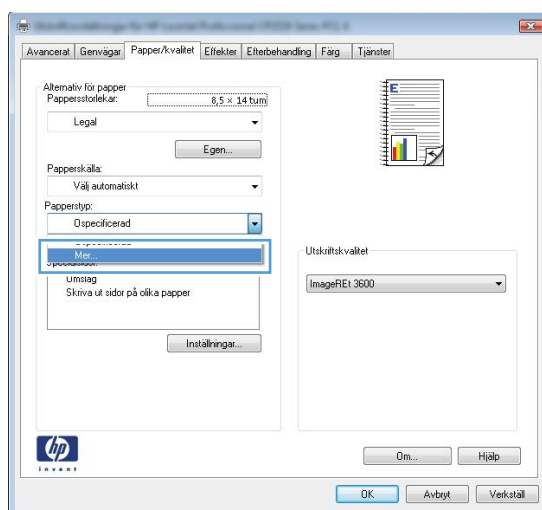 Avancerat Genvägar Papper/kvalitet Effekter Efterbehandling Färg Tjänster
Alternativ för papper
Pappersstorlekar: 8,5 × 14 tum
Legal
Egen...
Papperskälla:
Välj automatiskt
Papperstyp:
Ospecificerad
Mer...
Omslag
Skriva ut sidor på olika papper
Inställningar...
E
Utskriftskvalitet
ImageREt 3600
hp
invent
Om... Hjälp
OK Avbryt Verkställ